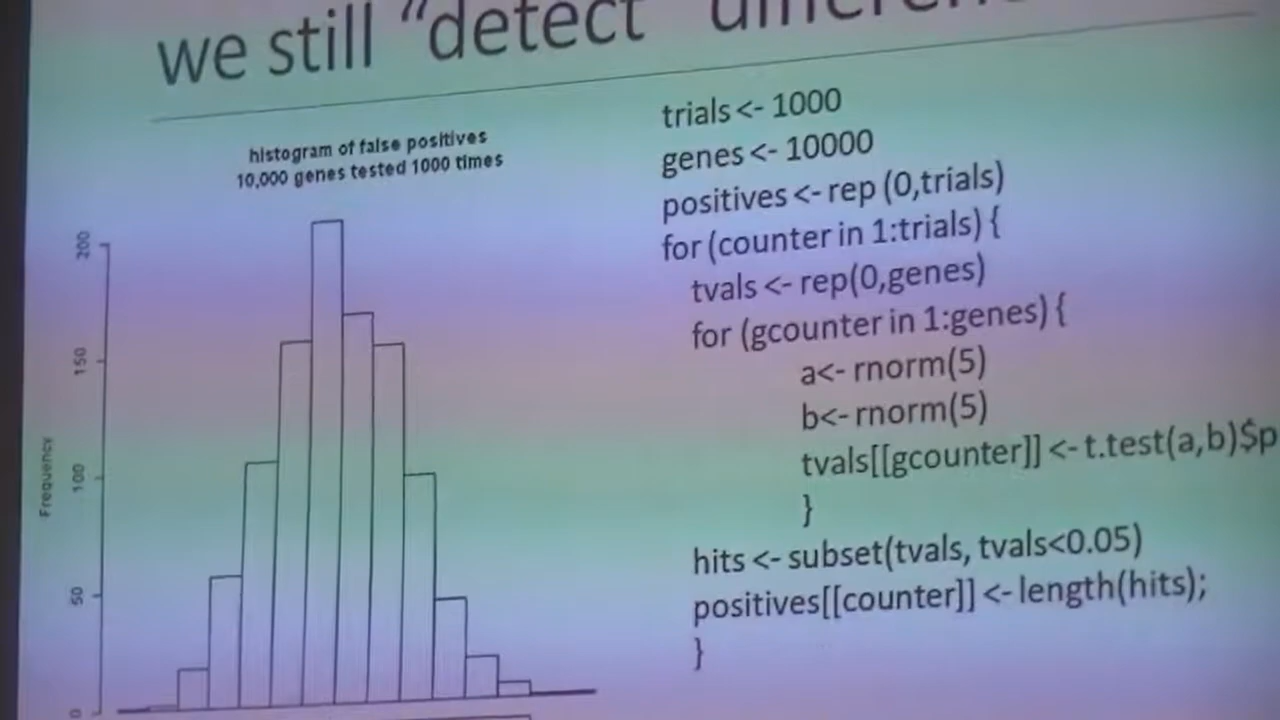 we still "detect"
histogram of false positives
10,000 genes tested 1000 times
200
150
100
50
0
Frequency
trials <- 1000
genes <- 10000
positives <- rep (0,trials)
for (counter in 1:trials) {
tvals <- rep(0,genes)
for (gcounter in 1:genes) {
a<- rnorm(5)
b<- rnorm(5)
tvals[[gcounter]] <- t.test(a,b)$p
}
hits <- subset(tvals, tvals<0.05)
positives[[counter]] <- length(hits);
}